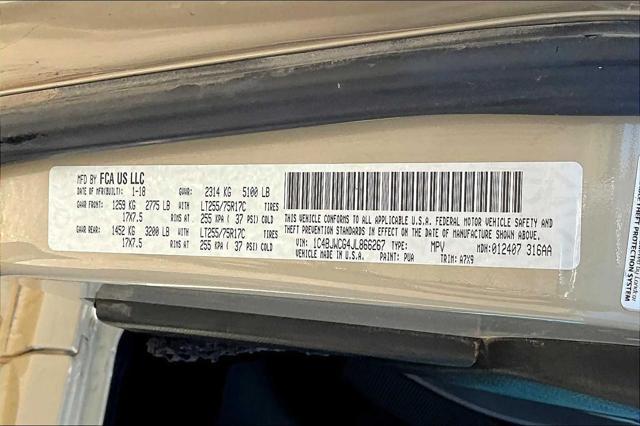 MFD BY FCA US LLC
DATE OF MFR(BUILT): 1-18 GVWR: 2314 KG 5100 LB
GAWR FRONT: 1259 KG 2775 LB WITH LT255/75R17C TIRES
17X7.5 RIMS AT 255 KPA ( 37 PSI) COLD
GAWR REAR: 1452 KG 3200 LB WITH LT255/75R17C TIRES
17X7.5 RIMS AT 255 KPA ( 37 PSI) COLD
THIS VEHICLE CONFORMS TO ALL APPLICABLE U.S.A. FEDERAL MOTOR VEHICLE SAFETY AND
THEFT PREVENTION STANDARDS IN EFFECT ON THE DATE OF MANUFACTURE SHOWN ABOVE.
VIN: 1C4BJWCG4JL866267 TYPE: MPV MDH: 012407 316AA
MADE IN U.S.A. PAINT: PUA TRIM: A7X9
THEFT PROTECTION SYSTEM